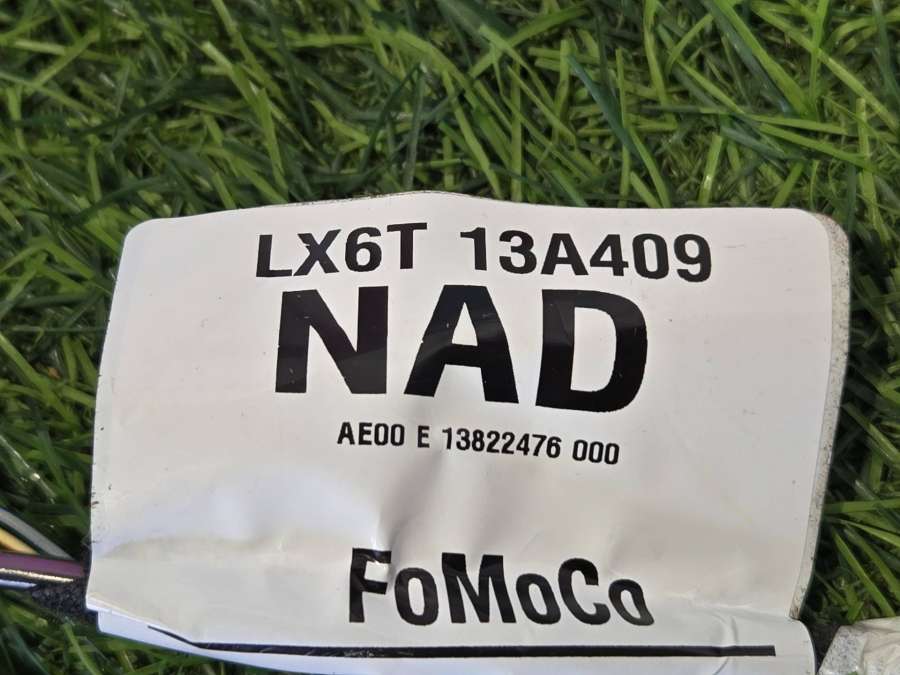 LX6T 13A409
NAD
AE00 E 13822476 000
FoMoCo